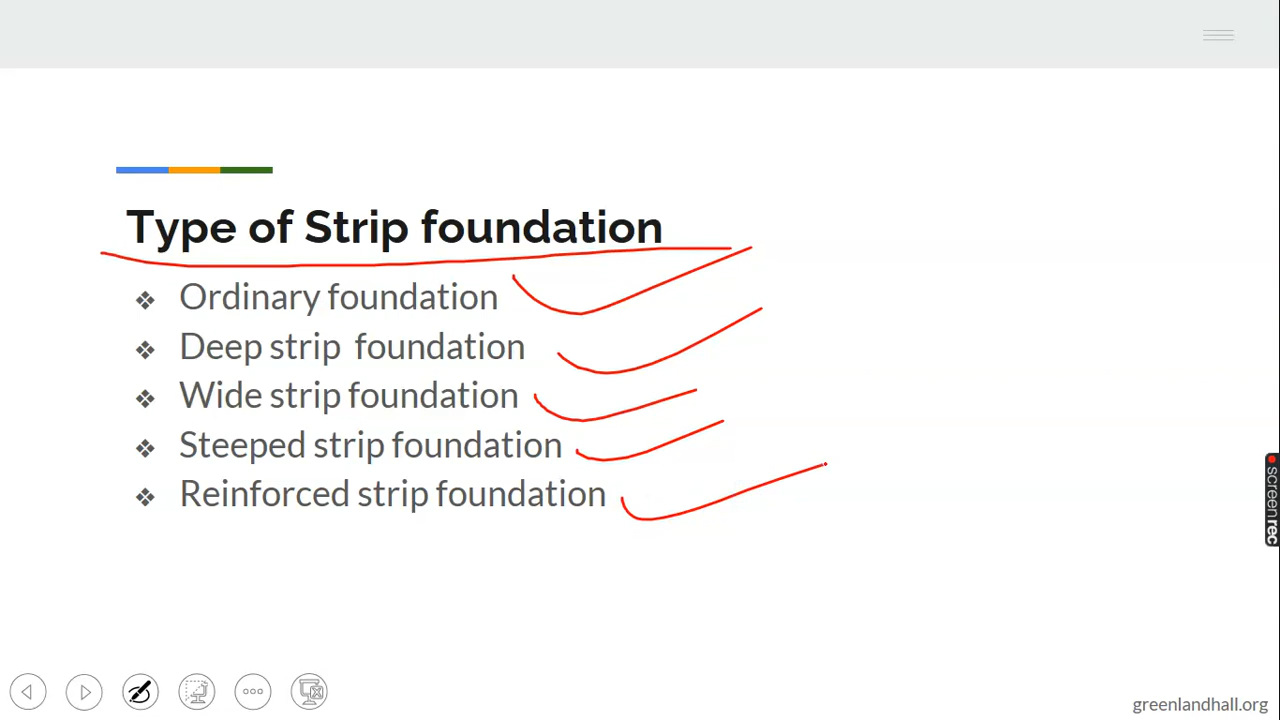 Type of Strip foundation
❖ Ordinary foundation
❖ Deep strip foundation
❖ Wide strip foundation
❖ Steeped strip foundation
❖ Reinforced strip foundation
screenrec
greenlandhall.org